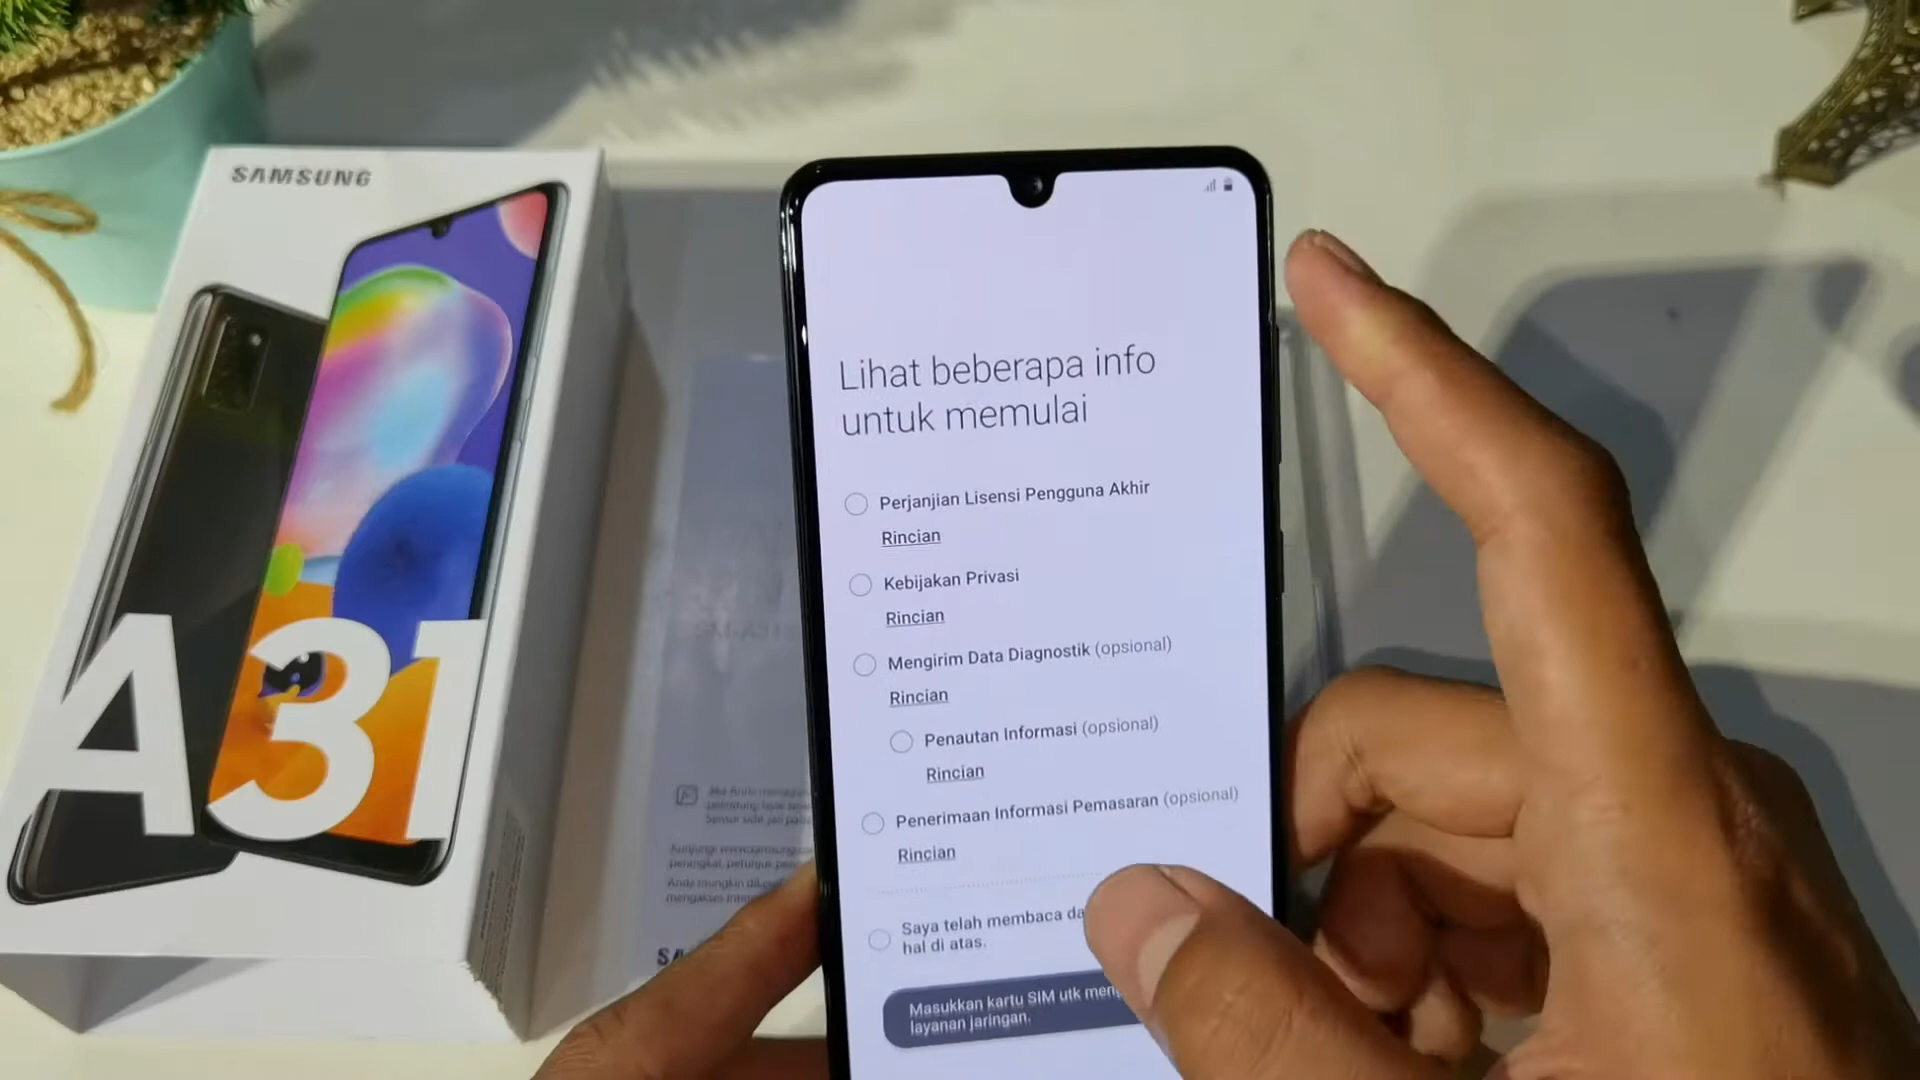 SAMSUNG
A31
Lihat beberapa info
untuk memulai
Perjanjian Lisensi Pengguna Akhir
Rincian
Kebijakan Privasi
Rincian
Mengirim Data Diagnostik (opsional)
Rincian
Penautan Informasi (opsional)
Rincian
Penerimaan Informasi Pemasaran (opsional)
Rincian
Saya telah membaca da
hal di atas.
Masukkan kartu SIM utk meng
layanan jaringan.